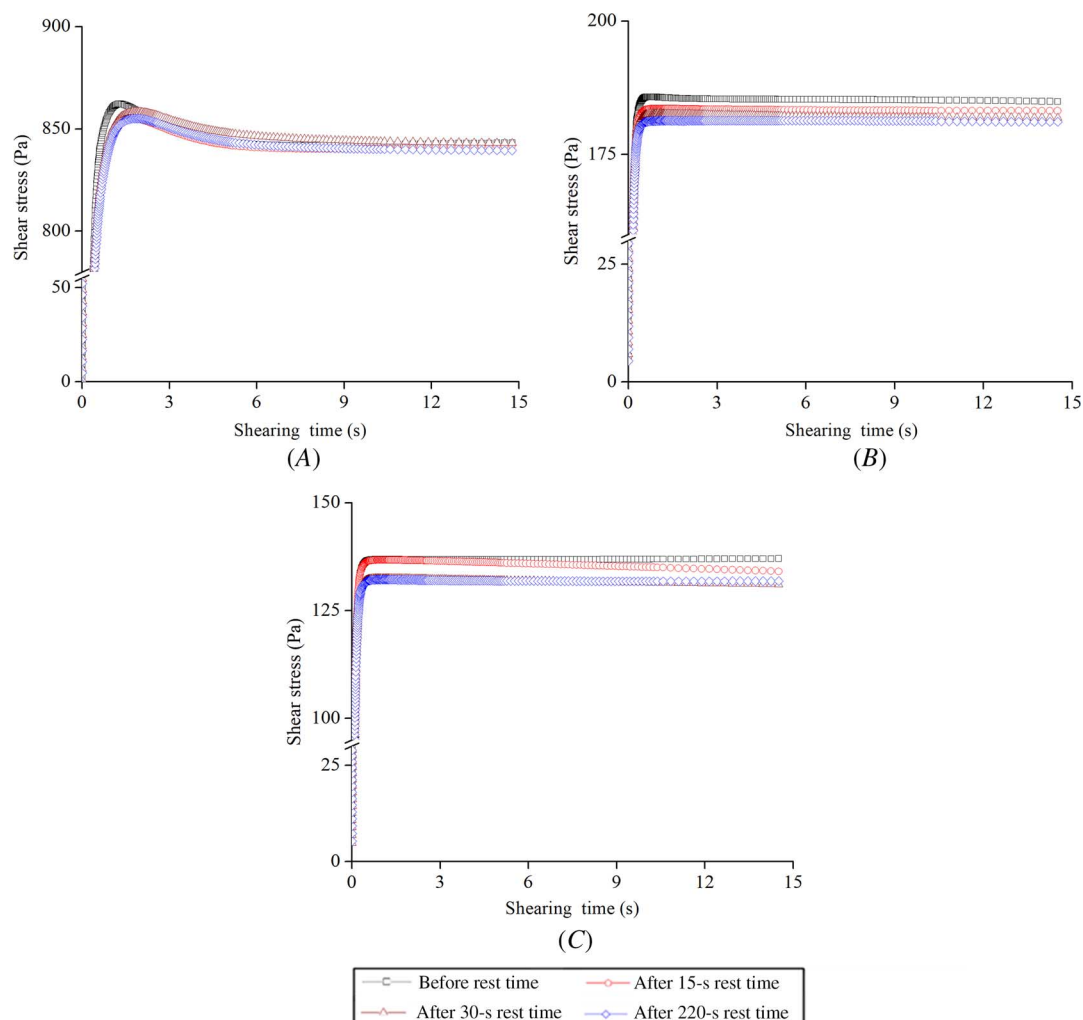 900
850
800
50
0
Shear stress (Pa)
0 3 6 9 12 15
Shearing time (s)
(A)
200
175
25
0
Shear stress (Pa)
0 3 6 9 12 15
Shearing time (s)
(B)
150
125
100
25
0
Shear stress (Pa)
0 3 6 9 12 15
Shearing time (s)
(C)
Before rest time After 15-s rest time
After 30-s rest time After 220-s rest time